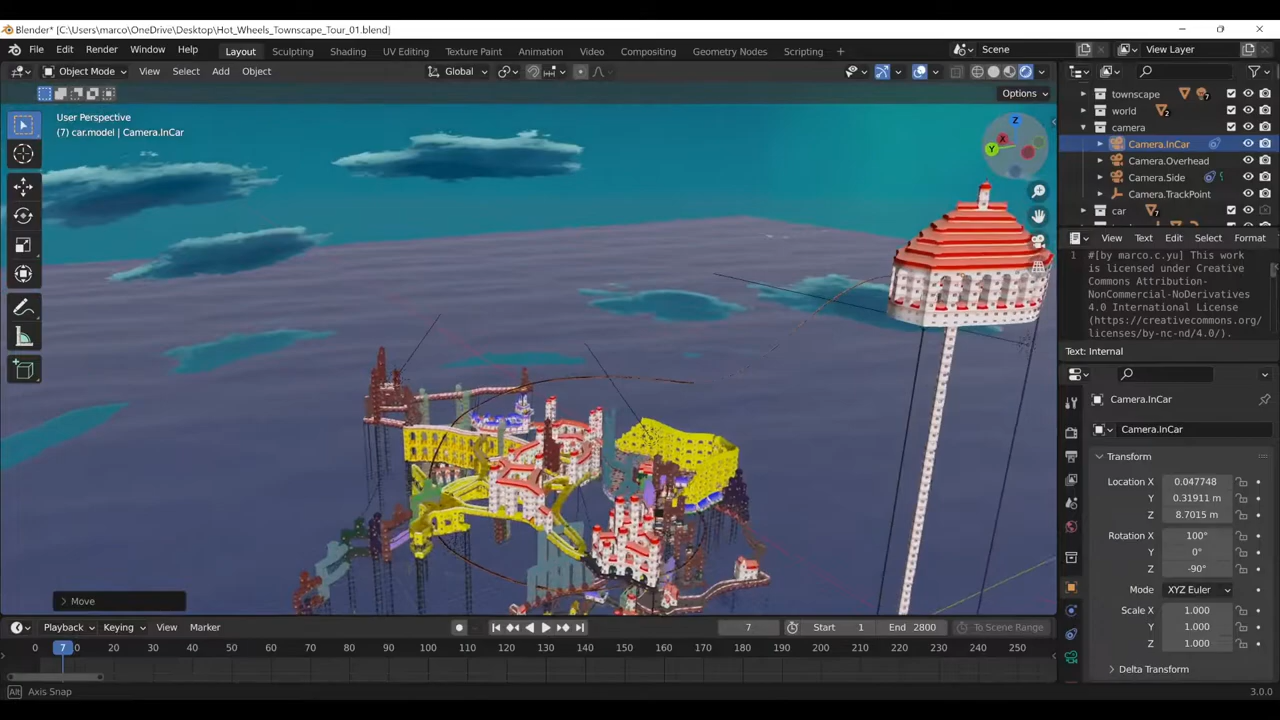 Blender* [C:\Users\marco\OneDrive\Desktop\Hot_Wheels_Townscape_Tour_01.blend]
File Edit Render Window Help Layout Sculpting Shading UV Editing Texture Paint Animation Video Compositing Geometry Nodes Scripting + Scene View Layer
Object Mode View Select Add Object Global
Options
User Perspective
(7) car.model | Camera.InCar
Z
X
Y
townscape 7
world 2
camera
Camera.InCar
Camera.Overhead
Camera.Side
Camera.TrackPoint
car 7
View Text Edit Select Format
1 #[by marco.c.yu] This work
is licensed under Creative
Commons Attribution-
NonCommercial-NoDerivatives
4.0 International License
(https://creativecommons.org/
licenses/by-nc-nd/4.0/).
Text: Internal
Camera.InCar
Camera.InCar
Transform
Location X 0.047748
Y 0.31911 m
Z 8.7015 m
Rotation X 100°
Y 0°
Z -90°
Mode XYZ Euler
Scale X 1.000
Y 1.000
Z 1.000
Delta Transform
Move
Playback Keying View Marker 7 Start 1 End 2800 To Scene Range
0 7 10 20 30 40 50 60 70 80 90 100 110 120 130 140 150 160 170 180 190 200 210 220 230 240 250
Alt Axis Snap 3.0.0